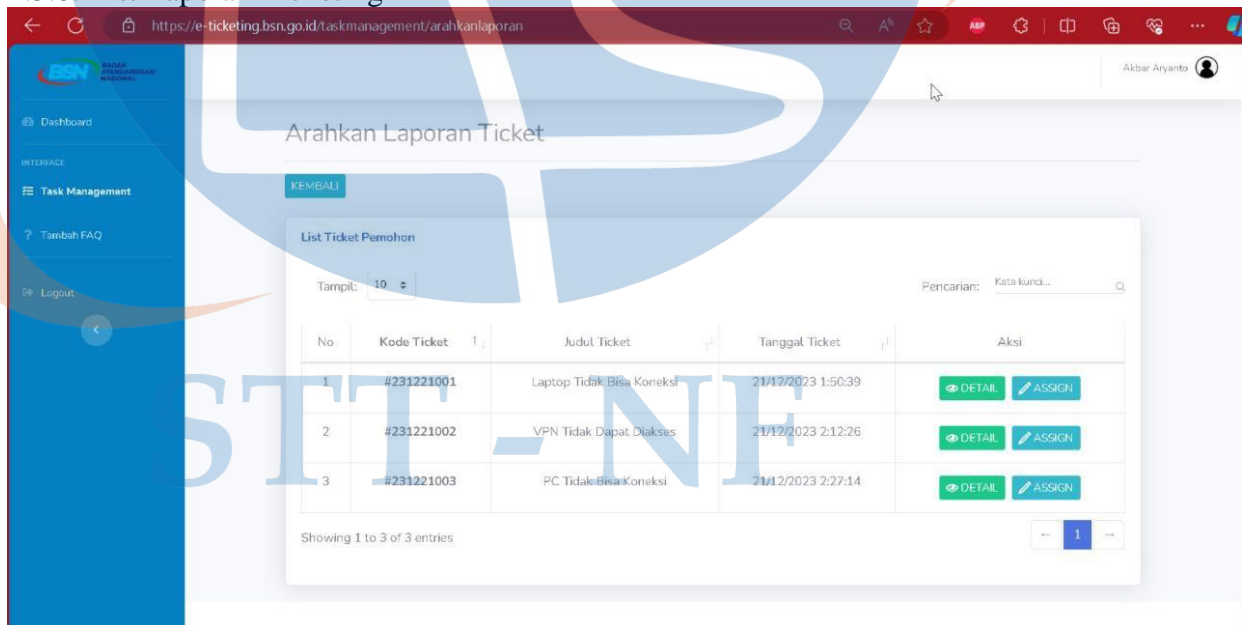 https://e-ticketing.bsn.go.id/taskmanagement/arahkanlaporan
ABP
BSN BADAN STANDARDISASI NASIONAL
Akbar Aryanto
Dashboard
Arahkan Laporan Ticket
INTERFACE
Task Management
KEMBALI
? Tambah FAQ
List Ticket Pemohon
Tampil: 10
Pencarian: Kata kunci...
Logout
No Kode Ticket Judul Ticket Tanggal Ticket Aksi
1 #231221001 Laptop Tidak Bisa Koneksi 21/12/2023 1:50:39 DETAIL ASSIGN
2 #231221002 VPN Tidak Dapat Diakses 21/12/2023 2:12:26 DETAIL ASSIGN
3 #231221003 PC Tidak Bisa Koneksi 21/12/2023 2:27:14 DETAIL ASSIGN
STT - NF
Showing 1 to 3 of 3 entries
← 1 →